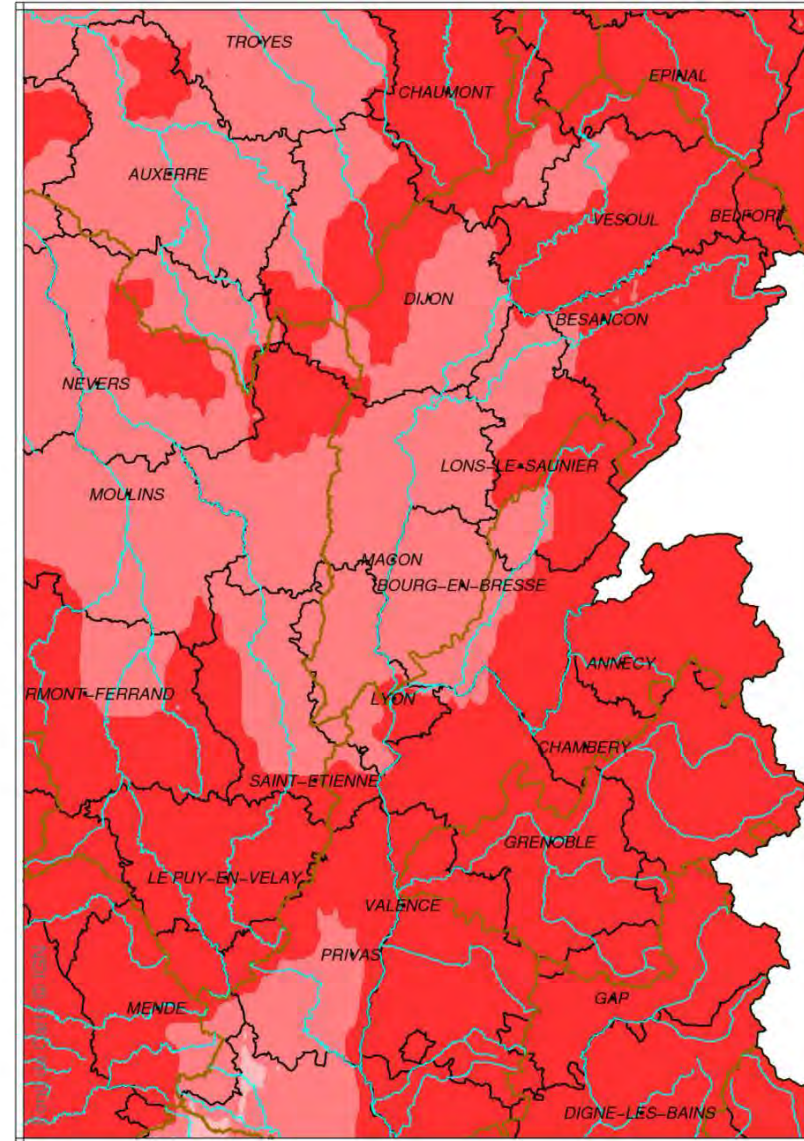 TROYES
EPINAL
CHAUMONT
AUXERRE
VESOUL
BELFORT
DIJON
BESANCON
NEVERS
LONS-LE-SAUNIER
MOULINS
MACON
BOURG-EN-BRESSE
ANNECY
RMONT-FERRAND
LYON
CHAMBERY
SAINT-ETIENNE
GRENOBLE
LE PUY-EN-VELAY
VALENCE
PRIVAS
MENDE
GAP
DIGNE-LES-BAINS